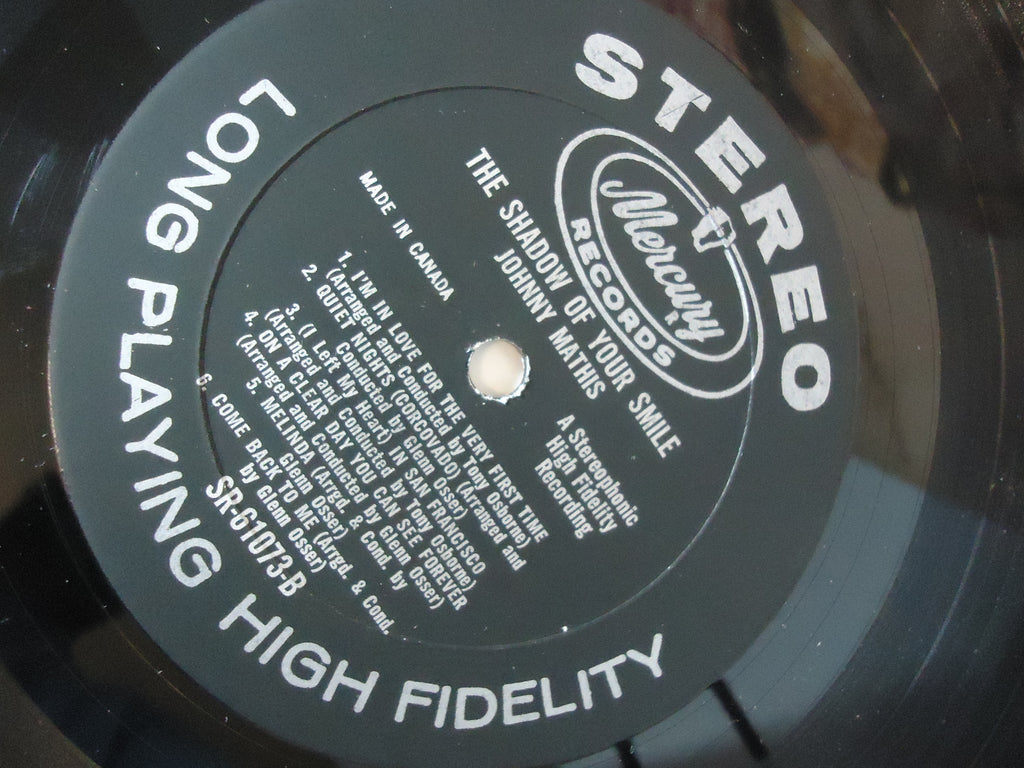 STEREO
Mercury
RECORDS
THE SHADOW OF YOUR SMILE
JOHNNY MATHIS
A Stereophonic
High Fidelity
Recording
MADE IN CANADA
1. I'M IN LOVE FOR THE VERY FIRST TIME
(Arranged and Conducted by Tony Osborne)
2. QUIET NIGHTS (CORCOVADO) (Arranged and
Conducted by Glenn Osser)
3. (I Left My Heart) IN SAN FRANCISCO
(Arranged and Conducted by Tony Osborne)
4. ON A CLEAR DAY YOU CAN SEE FOREVER
(Arranged and Conducted by Glenn Osser)
5. MELINDA (Arrgd. & Cond. by
Glenn Osser)
6. COME BACK TO ME (Arrgd. & Cond.
by Glenn Osser)
SR-61073-B
LONG PLAYING HIGH FIDELITY